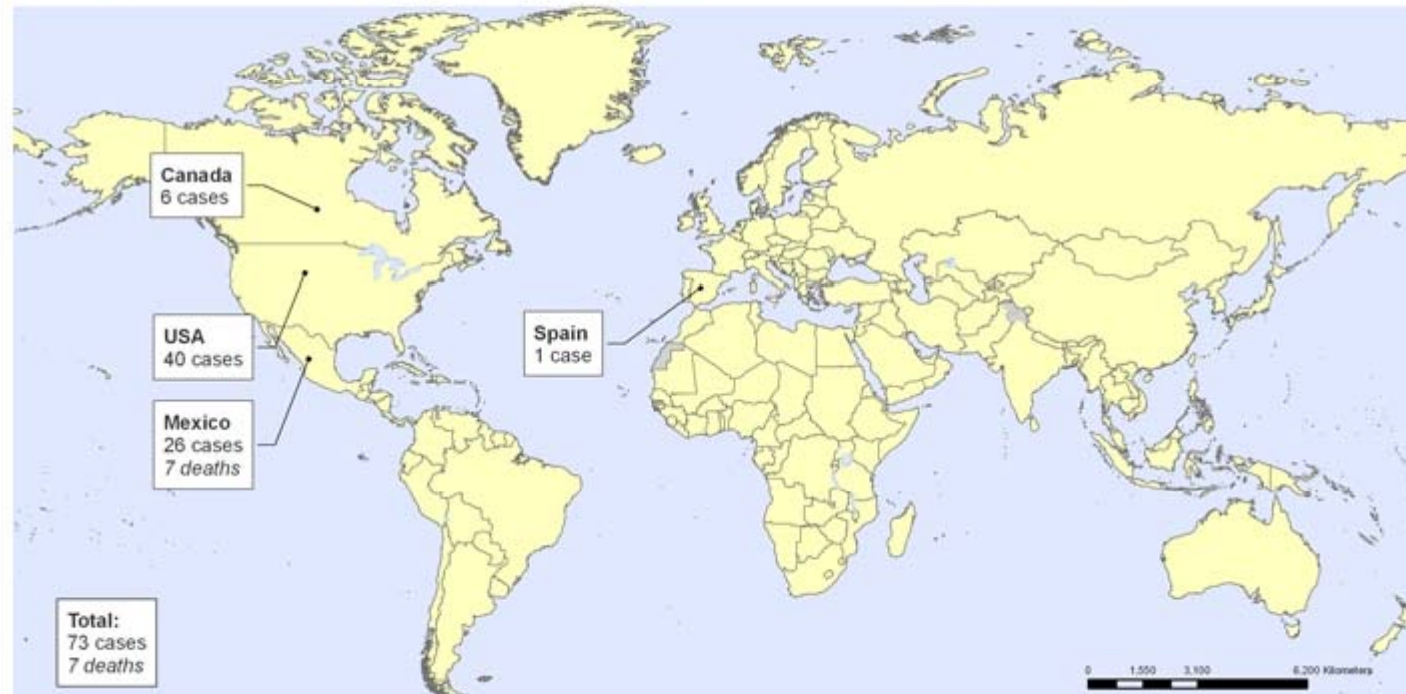 Canada
6 cases
USA
40 cases
Mexico
26 cases
7 deaths
Spain
1 case
Total:
73 cases
7 deaths
0 1,550 3,100 6,200 Kilometers